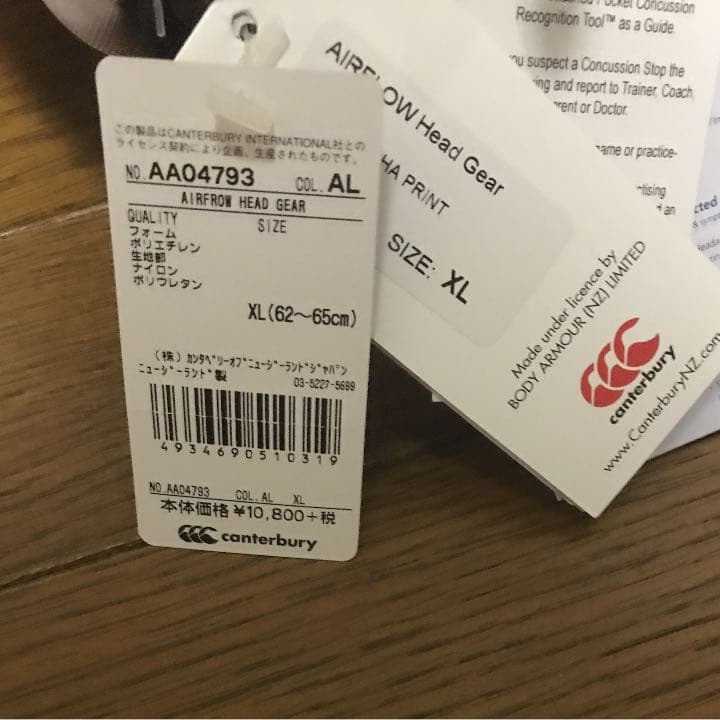 この製品はCANTERBURY INTERNATIONAL社との
ライセンス契約により企画、生産されたものです。
NO. AA04793 COL. AL
AIRFROW HEAD GEAR
QUALITY SIZE
フォーム
ポリエチレン
生地部
ナイロン
ポリウレタン
XL(62〜65cm)
(株)カンタベリーオブニュージーランドジャパン
ニュージーランド製 03-5227-5699
4934690510319
NO.AA04793 COL.AL XL
本体価格¥10,800+税
canterbury
AIRFLOW Head Gear
HA PRINT
SIZE: XL
Made under licence by
BODY ARMOUR (NZ) LIMITED
canterbury
www.CanterburyNZ.com
Pocket Concussion
Recognition Tool™ as a Guide.
you suspect a Concussion Stop the
ing and report to Trainer, Coach,
rent or Doctor.
ame or practice-
tising
d an
cted
& symp